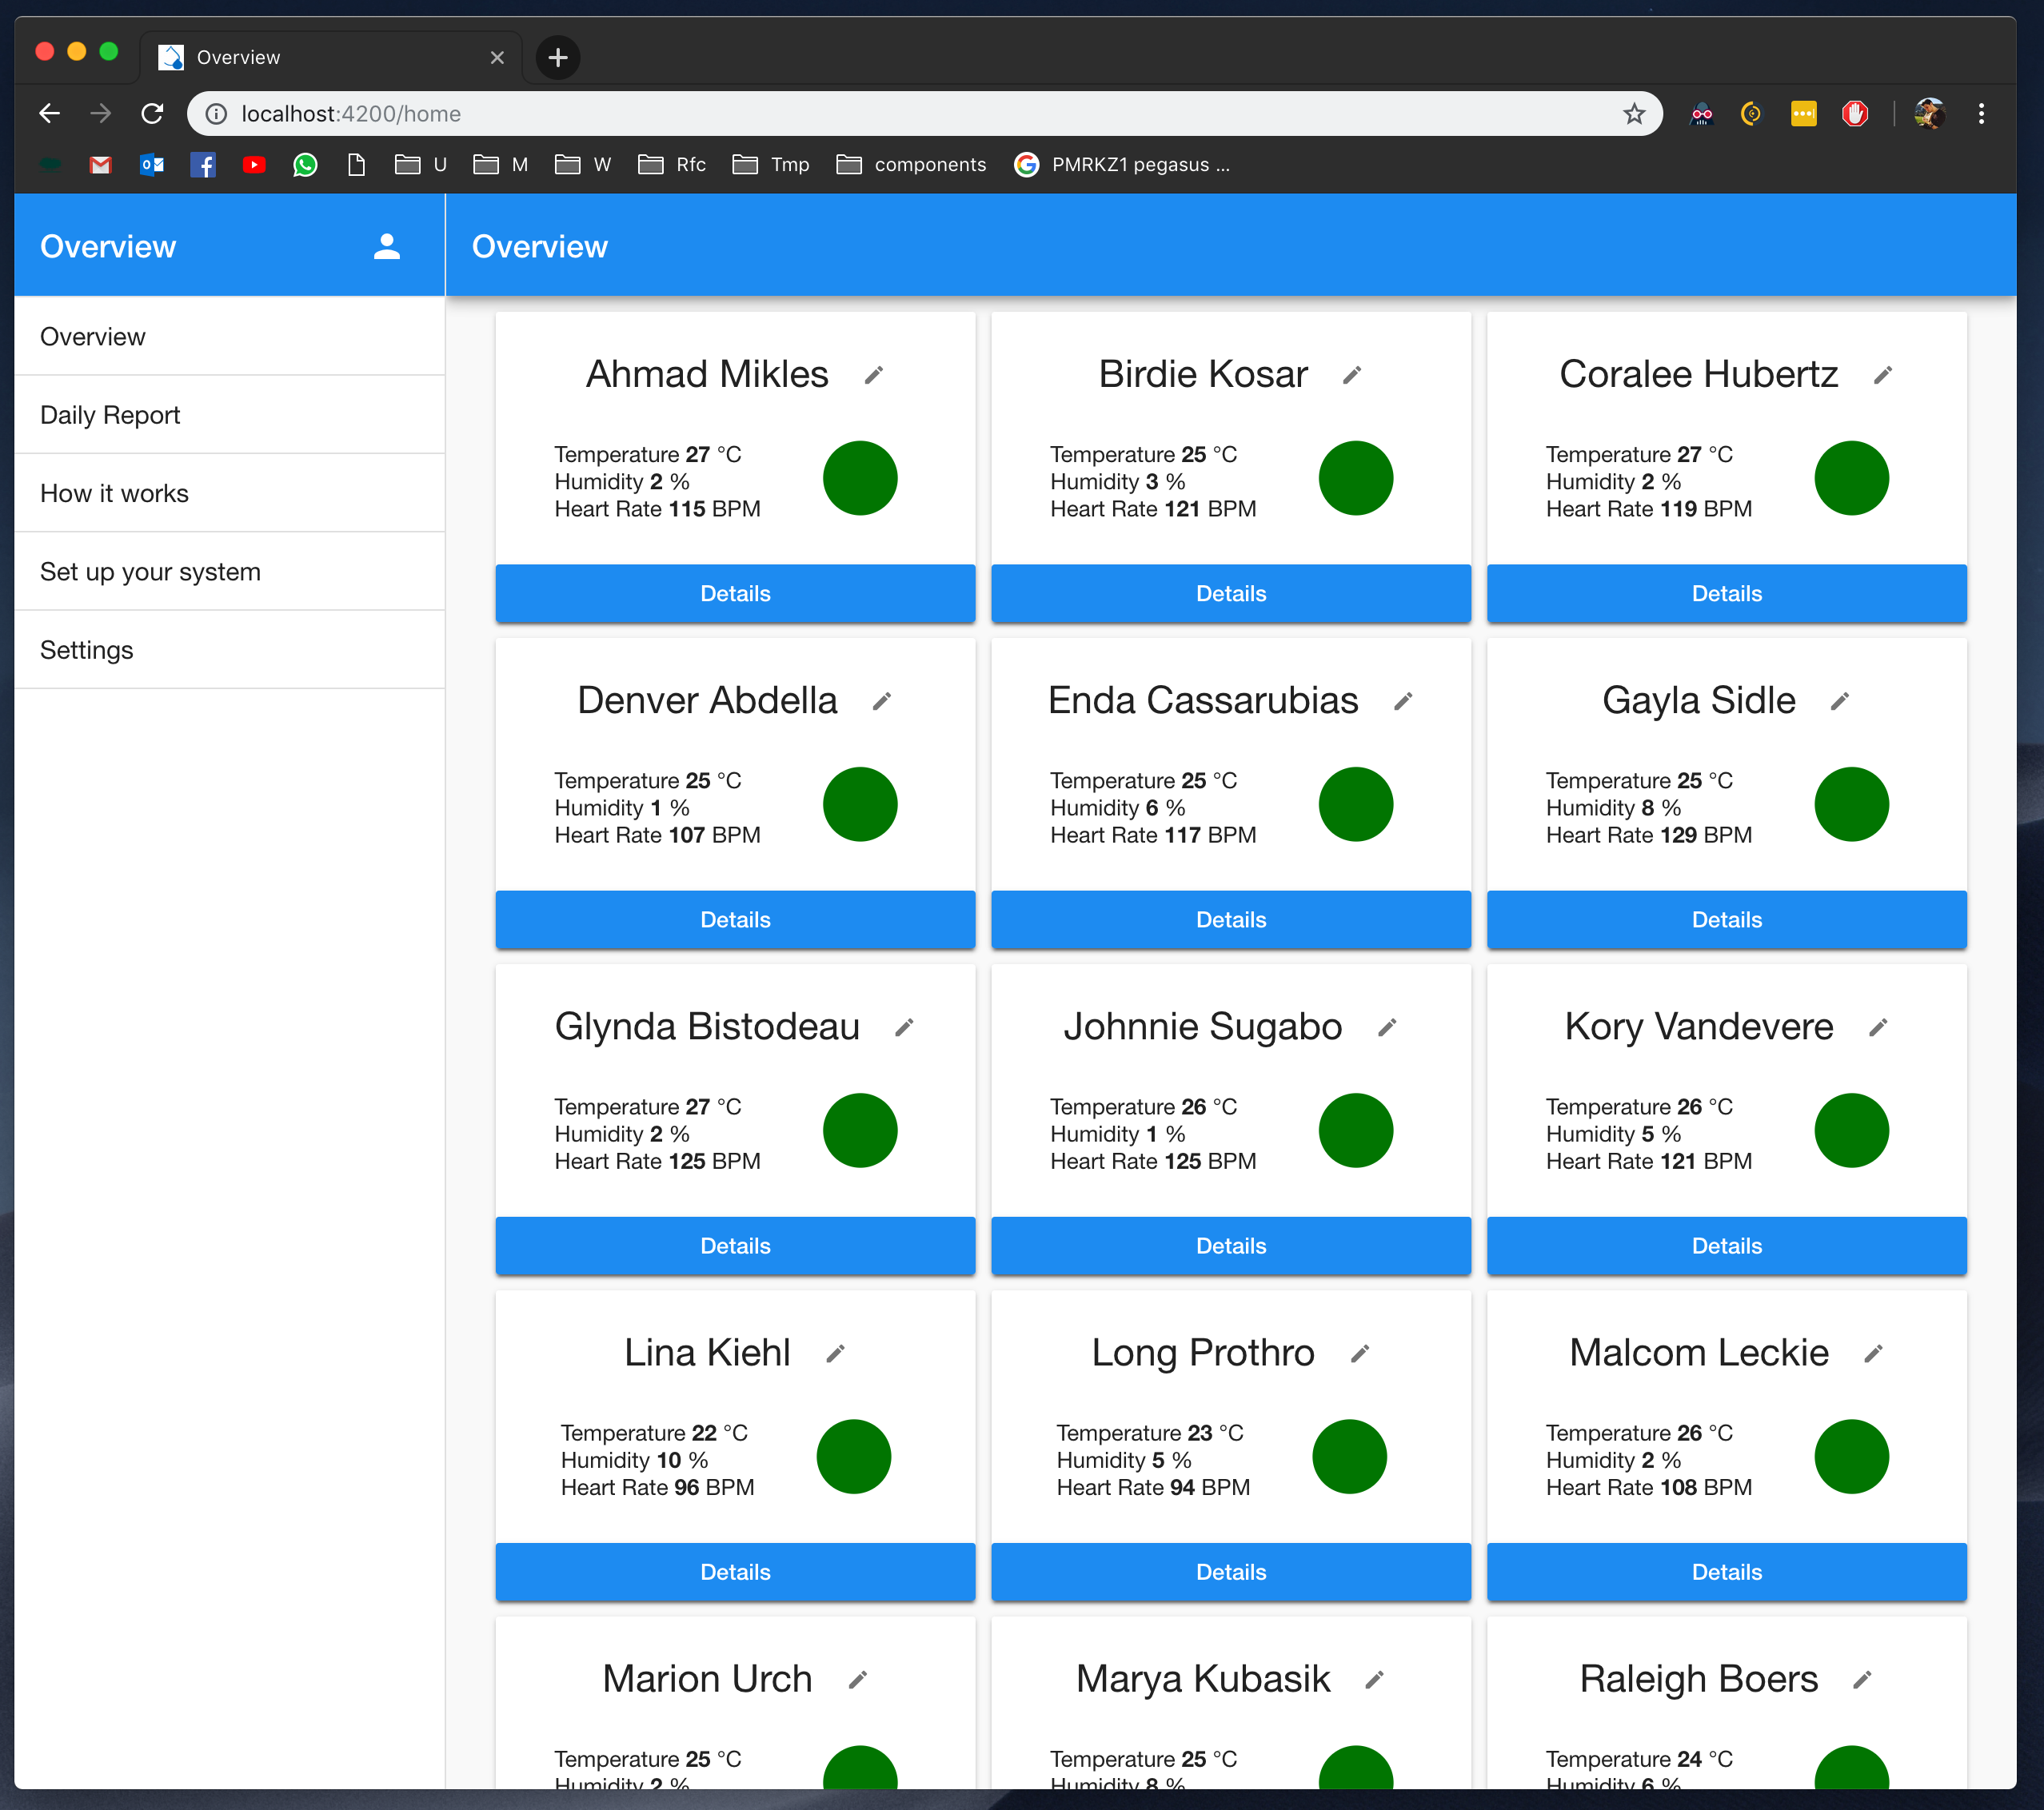 Overview
localhost:4200/home
U M W Rfc Tmp components PMRKZ1 pegasus ...
Overview
Overview
Daily Report
How it works
Set up your system
Settings
Overview
Ahmad Mikles
Temperature 27 °C
Humidity 2 %
Heart Rate 115 BPM
Details
Birdie Kosar
Temperature 25 °C
Humidity 3 %
Heart Rate 121 BPM
Details
Coralee Hubertz
Temperature 27 °C
Humidity 2 %
Heart Rate 119 BPM
Details
Denver Abdella
Temperature 25 °C
Humidity 1 %
Heart Rate 107 BPM
Details
Enda Cassarubias
Temperature 25 °C
Humidity 6 %
Heart Rate 117 BPM
Details
Gayla Sidle
Temperature 25 °C
Humidity 8 %
Heart Rate 129 BPM
Details
Glynda Bistodeau
Temperature 27 °C
Humidity 2 %
Heart Rate 125 BPM
Details
Johnnie Sugabo
Temperature 26 °C
Humidity 1 %
Heart Rate 125 BPM
Details
Kory Vandevere
Temperature 26 °C
Humidity 5 %
Heart Rate 121 BPM
Details
Lina Kiehl
Temperature 22 °C
Humidity 10 %
Heart Rate 96 BPM
Details
Long Prothro
Temperature 23 °C
Humidity 5 %
Heart Rate 94 BPM
Details
Malcom Leckie
Temperature 26 °C
Humidity 2 %
Heart Rate 108 BPM
Details
Marion Urch
Temperature 25 °C
Humidity 2 %
Marya Kubasik
Temperature 25 °C
Humidity 8 %
Raleigh Boers
Temperature 24 °C
Humidity 6 %